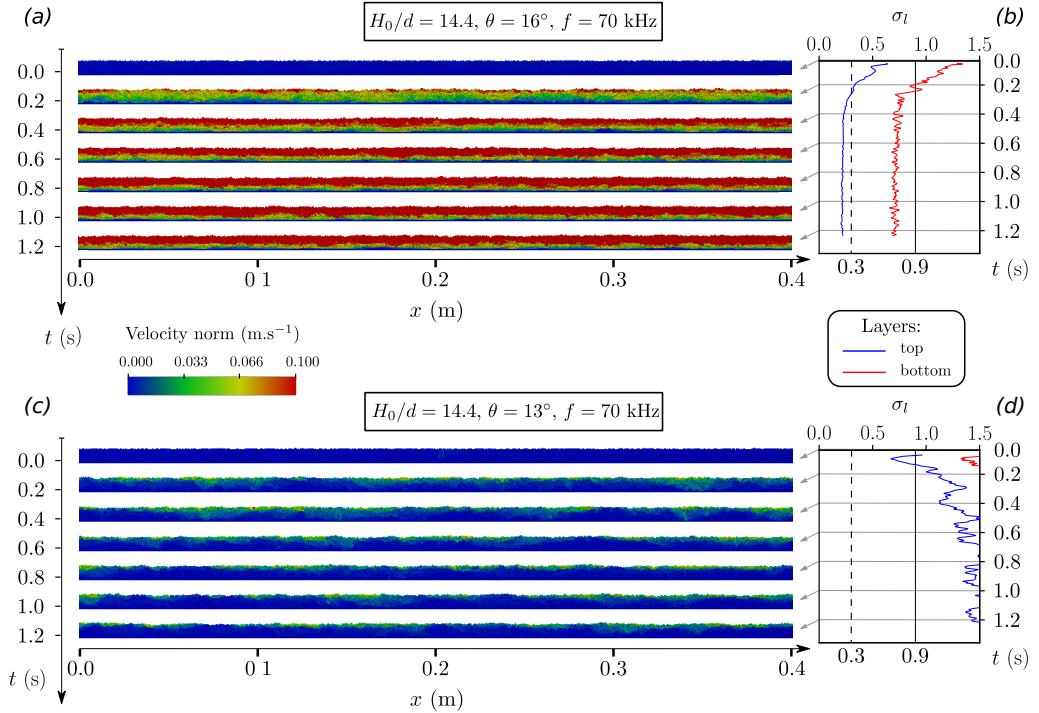 (a)
H₀/d = 14.4, θ = 16°, f = 70 kHz
σₗ
(b)
0.0 0.5 1.0 1.5
0.0
0.2
0.4
0.6
0.8
1.0
1.2
0.0
0.2
0.4
0.6
0.8
1.0
1.2
0.0 0 1 0.2 0.3 0.4
x (m)
t (s)
0.3 0.9 t (s)
Velocity norm (m.s⁻¹)
0.000 0.033 0.066 0.100
Layers:
top
bottom
(c)
H₀/d = 14.4, θ = 13°, f = 70 kHz
σₗ
(d)
0.0 0.5 1.0 1.5
0.0
0.2
0.4
0.6
0.8
1.0
1.2
0.0
0.2
0.4
0.6
0.8
1.0
1.2
0.0 0 1 0.2 0.3 0.4
x (m)
t (s)
0.3 0.9 t (s)